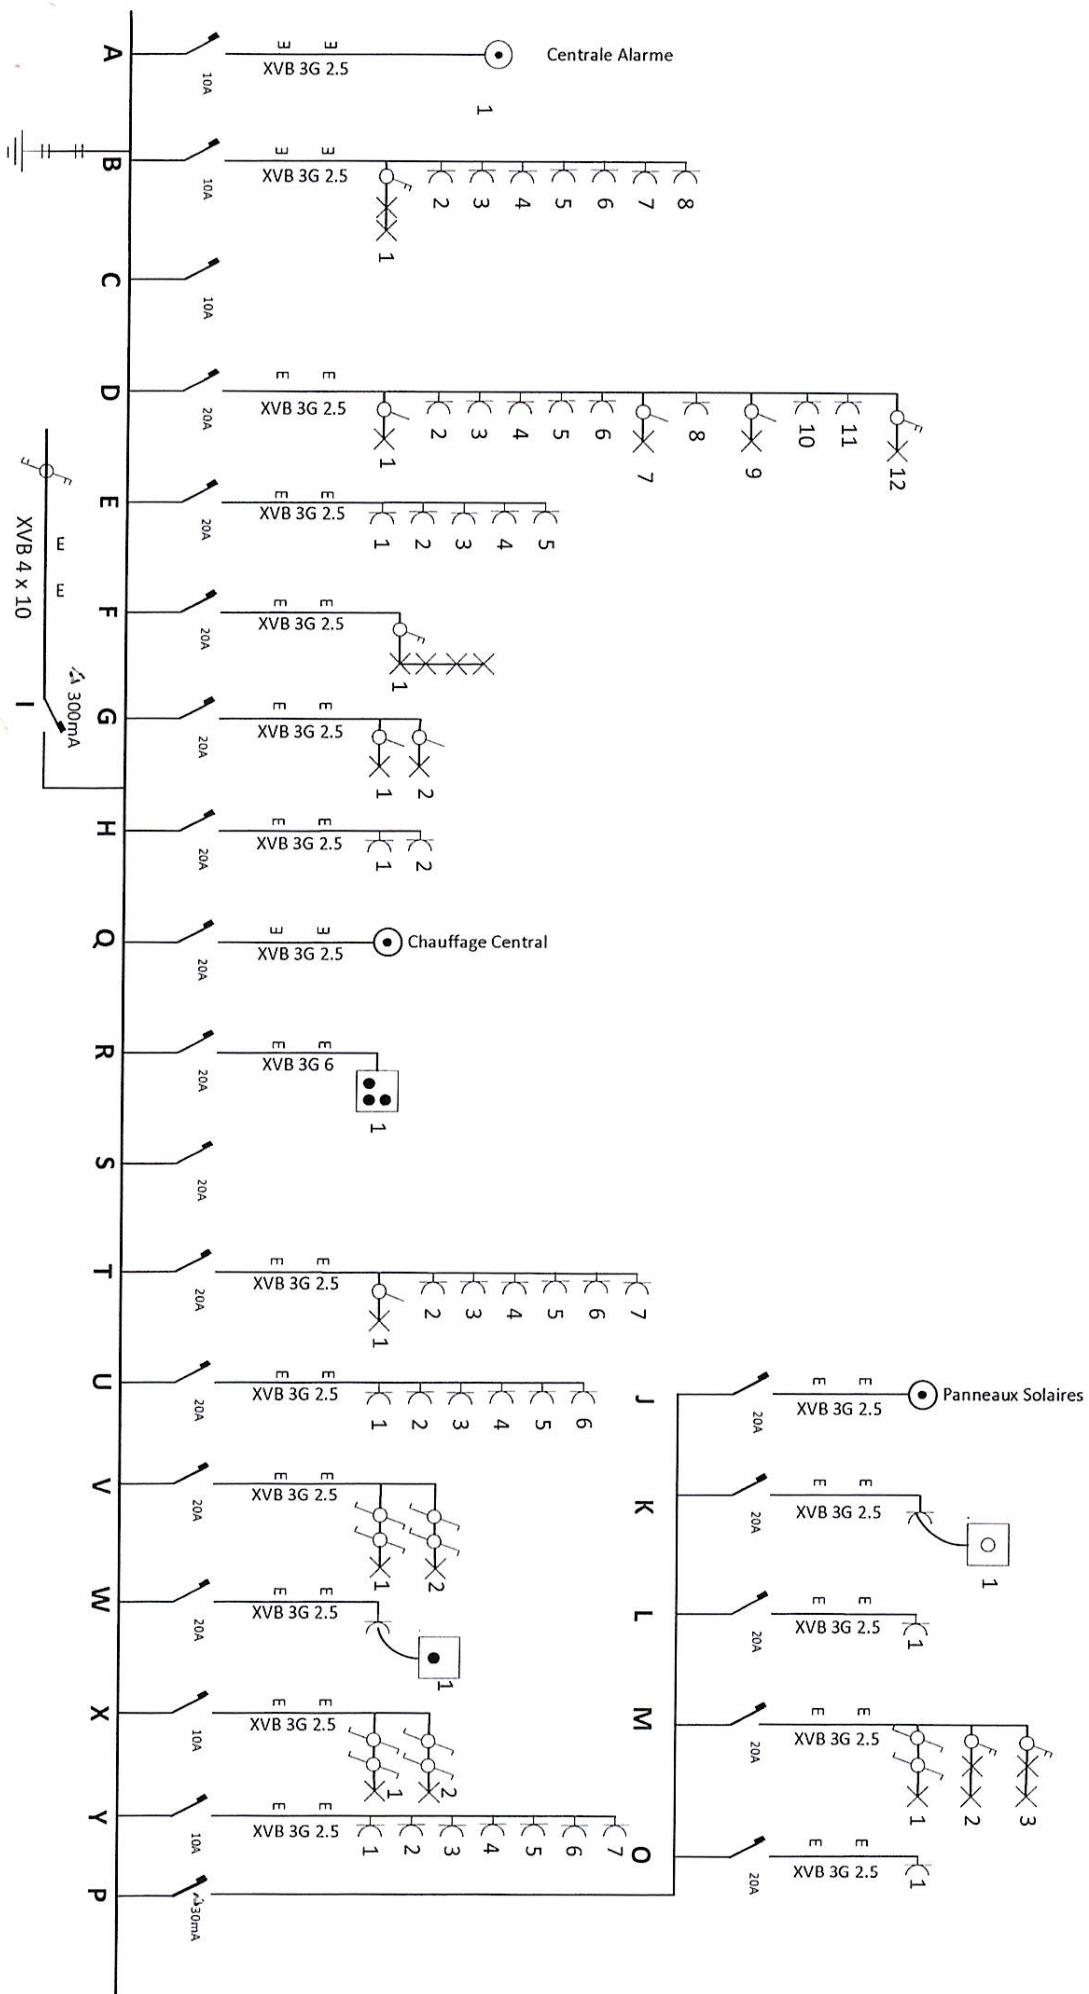 A
10A
XVB 3G 2.5
Centrale Alarme
1
B
10A
XVB 3G 2.5
1
2
3
4
5
6
7
8
C
10A
D
20A
XVB 3G 2.5
1
2
3
4
5
6
7
8
9
10
11
12
E
20A
XVB 3G 2.5
1
2
3
4
5
XVB 4 x 10
F
20A
XVB 3G 2.5
1
I
300mA
G
20A
XVB 3G 2.5
1
2
H
20A
XVB 3G 2.5
1
2
Q
20A
XVB 3G 2.5
Chauffage Central
R
20A
XVB 3G 6
1
S
20A
T
20A
XVB 3G 2.5
1
2
3
4
5
6
7
U
20A
XVB 3G 2.5
1
2
3
4
5
6
V
20A
XVB 3G 2.5
1
2
W
20A
XVB 3G 2.5
1
X
10A
XVB 3G 2.5
1
2
Y
10A
XVB 3G 2.5
1
2
3
4
5
6
7
P
30mA
J
20A
XVB 3G 2.5
Panneaux Solaires
K
20A
XVB 3G 2.5
1
L
20A
XVB 3G 2.5
1
M
20A
XVB 3G 2.5
1
2
3
O
20A
XVB 3G 2.5
1